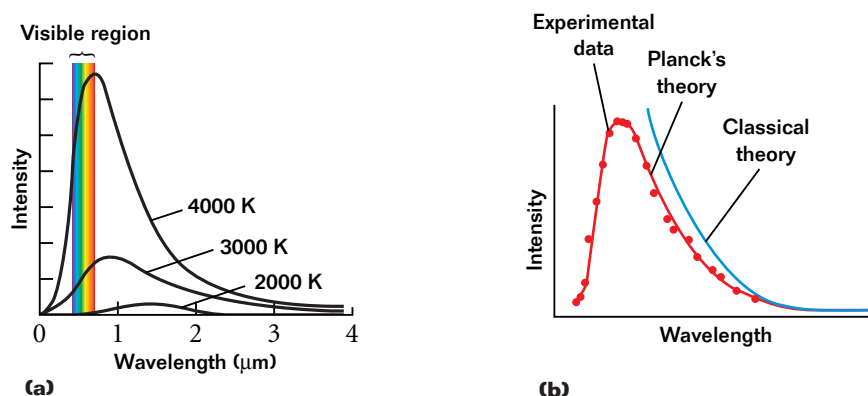 Visible region
Intensity
4000 K
3000 K
2000 K
0 1 2 3 4
Wavelength (μm)
(a)
Experimental
data
Planck's
theory
Classical
theory
Intensity
Wavelength
(b)